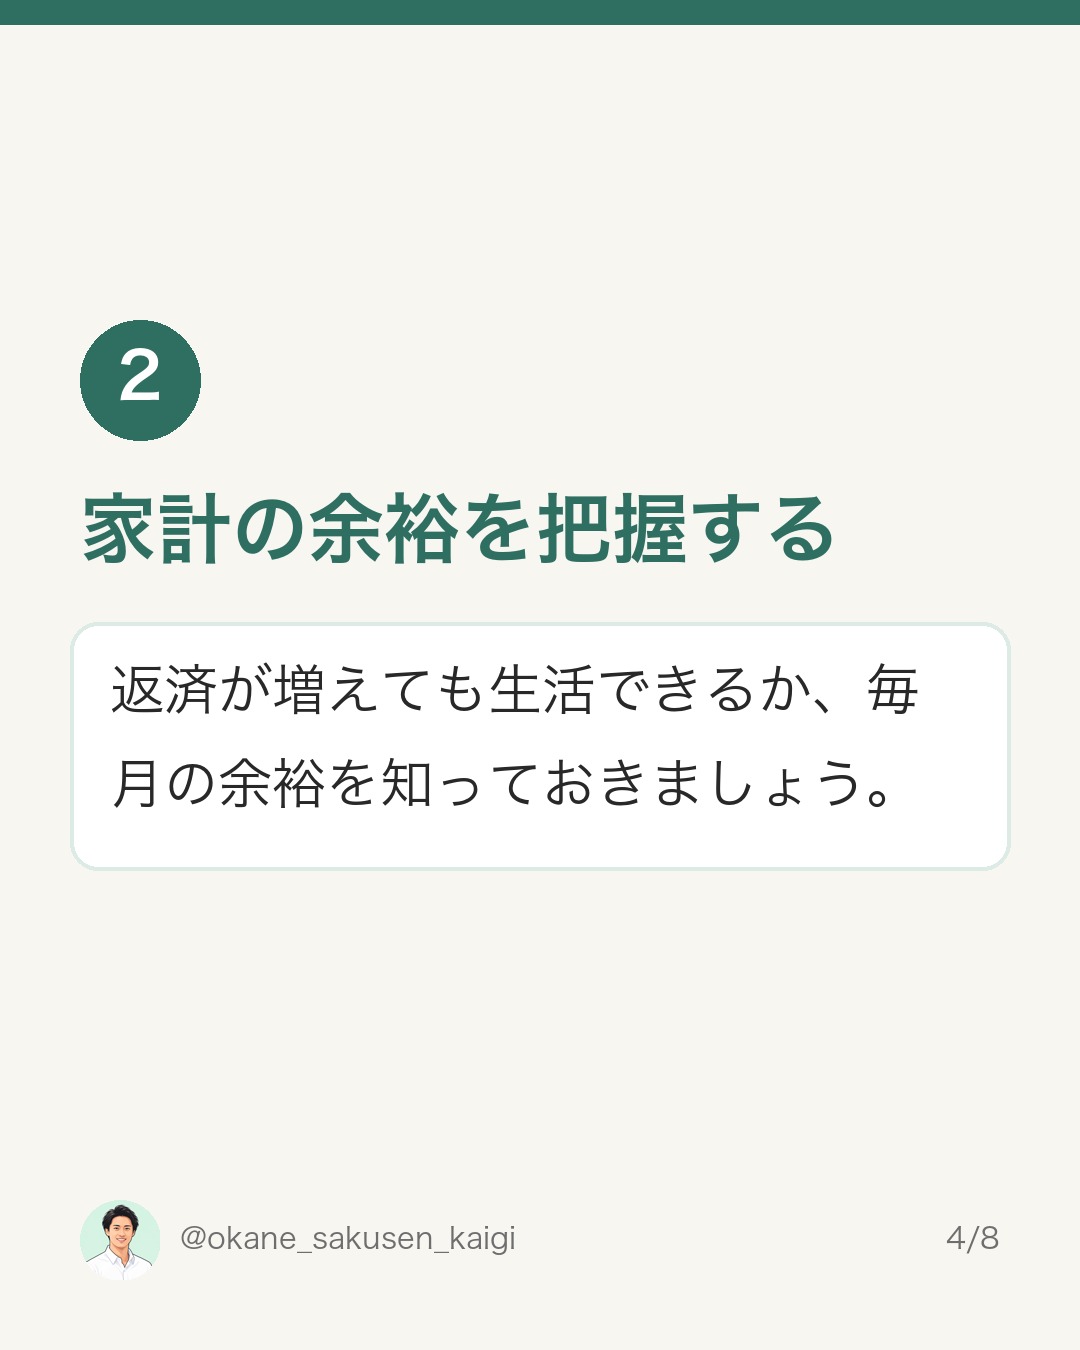 2
家計の余裕を把握する
返済が増えても生活できるか、毎
月の余裕を知っておきましょう。
@okane_sakusen_kaigi
4/8